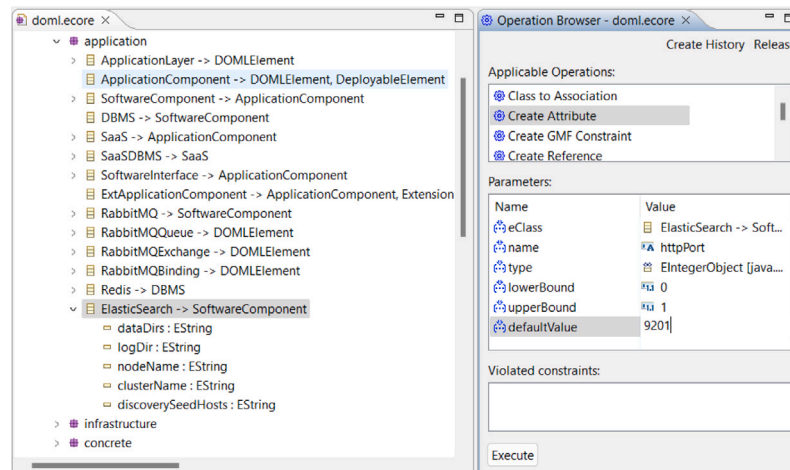 doml.ecore
application
ApplicationLayer -> DOMLElement
ApplicationComponent -> DOMLElement, DeployableElement
SoftwareComponent -> ApplicationComponent
DBMS -> SoftwareComponent
SaaS -> ApplicationComponent
SaaSDBMS -> SaaS
SoftwareInterface -> ApplicationComponent
ExtApplicationComponent -> ApplicationComponent, Extension
RabbitMQ -> SoftwareComponent
RabbitMQQueue -> DOMLElement
RabbitMQExchange -> DOMLElement
RabbitMQBinding -> DOMLElement
Redis -> DBMS
ElasticSearch -> SoftwareComponent
dataDirs : EString
logDir : EString
nodeName : EString
clusterName : EString
discoverySeedHosts : EString
infrastructure
concrete
Operation Browser - doml.ecore
Create History Releas
Applicable Operations:
Class to Association
Create Attribute
Create GMF Constraint
Create Reference
Parameters:
Name Value
eClass ElasticSearch -> Soft...
name httpPort
type EIntegerObject [java....
lowerBound 0
upperBound 1
defaultValue 9201
Violated constraints:
Execute